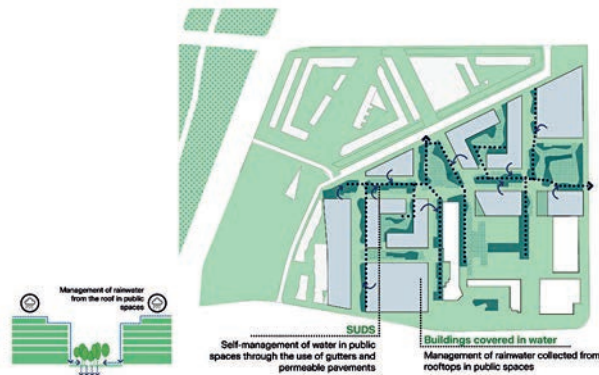 Management of rainwater
from the roof in public
spaces
SUDS
Self-management of water in public
spaces through the use of gutters and
permeable pavements
Buildings covered in water
Management of rainwater collected from
rooftops in public spaces